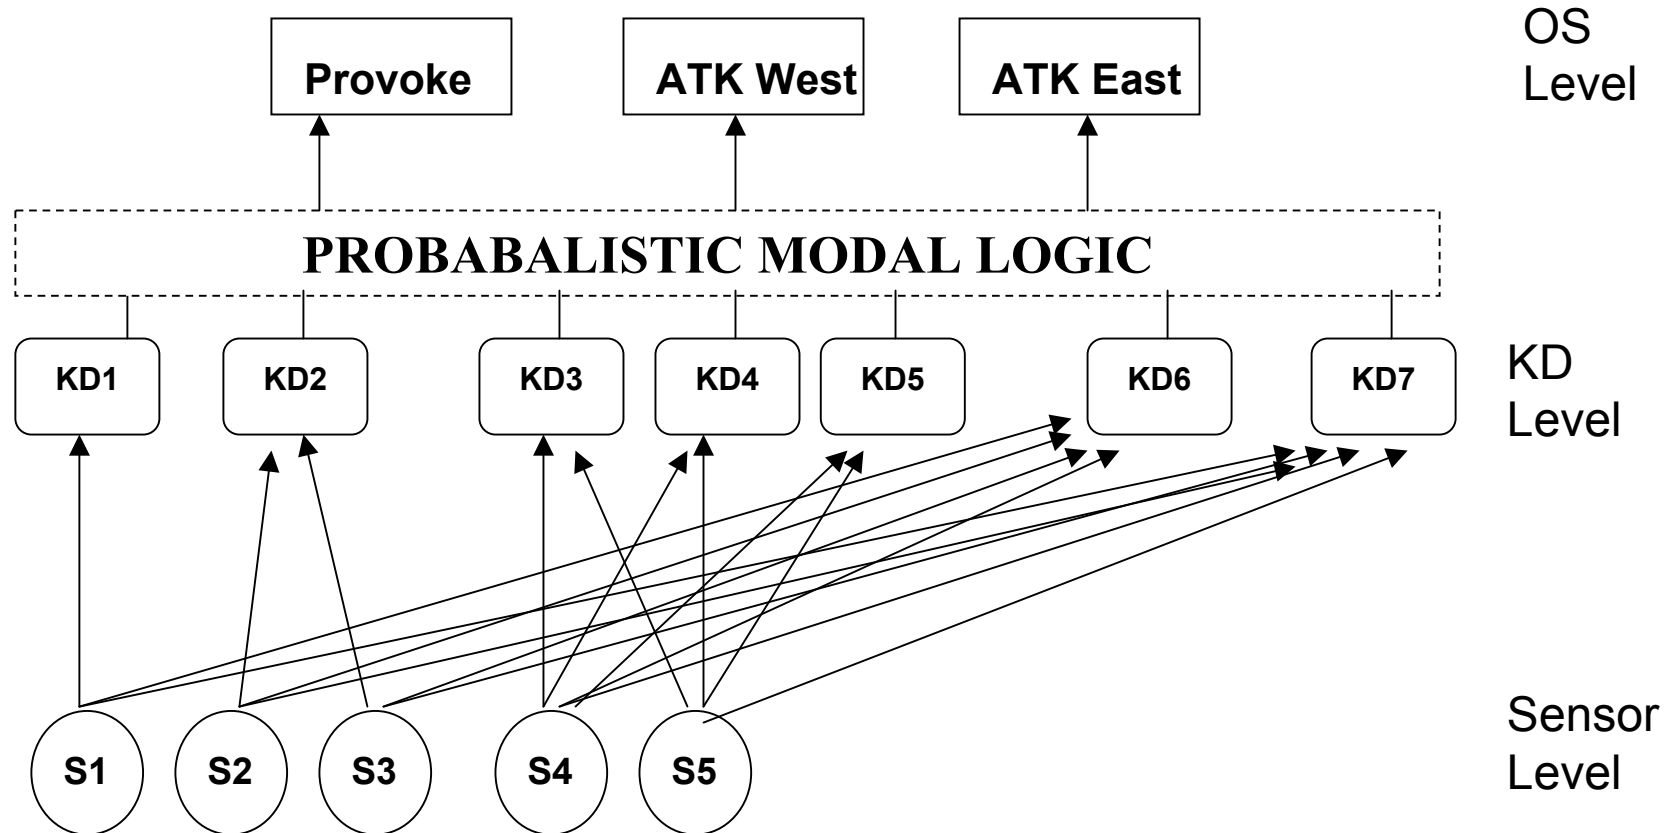 OS
Level
Provoke
ATK West
ATK East
PROBABALISTIC MODAL LOGIC
KD1
KD2
KD3
KD4
KD5
KD6
KD7
KD
Level
S1
S2
S3
S4
S5
Sensor
Level